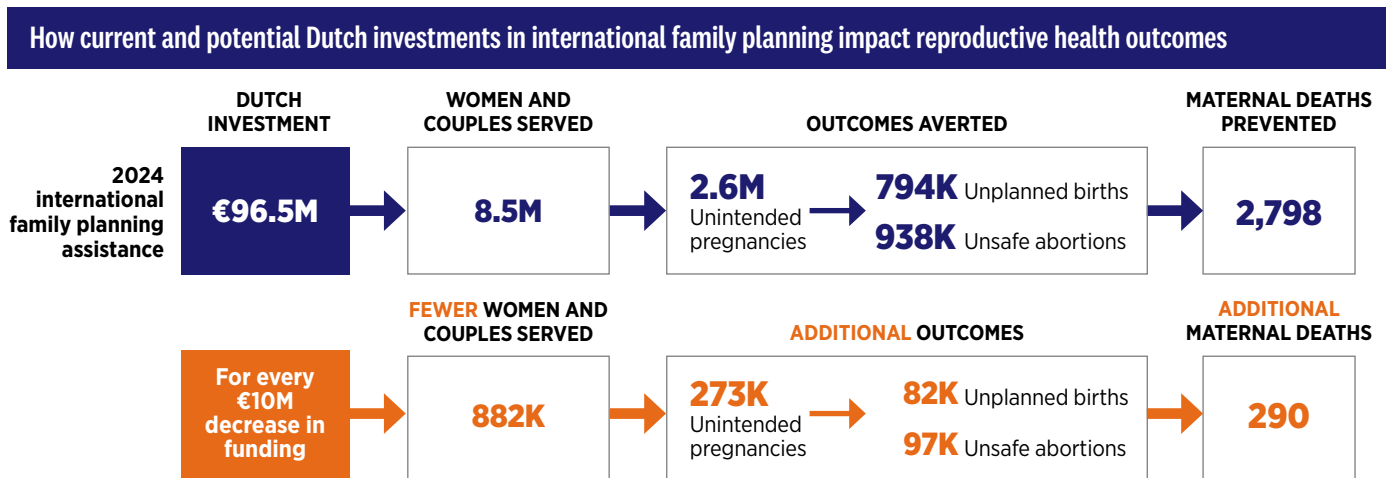 How current and potential Dutch investments in international family planning impact reproductive health outcomes
DUTCH
INVESTMENT
WOMEN AND
COUPLES SERVED
OUTCOMES AVERTED
MATERNAL DEATHS
PREVENTED
2024
international
family planning
assistance
€96.5M
8.5M
2.6M
Unintended
pregnancies
794K Unplanned births
938K Unsafe abortions
2,798
FEWER WOMEN AND
COUPLES SERVED
ADDITIONAL OUTCOMES
ADDITIONAL
MATERNAL DEATHS
For every
€10M
decrease in
funding
882K
273K
Unintended
pregnancies
82K Unplanned births
97K Unsafe abortions
290